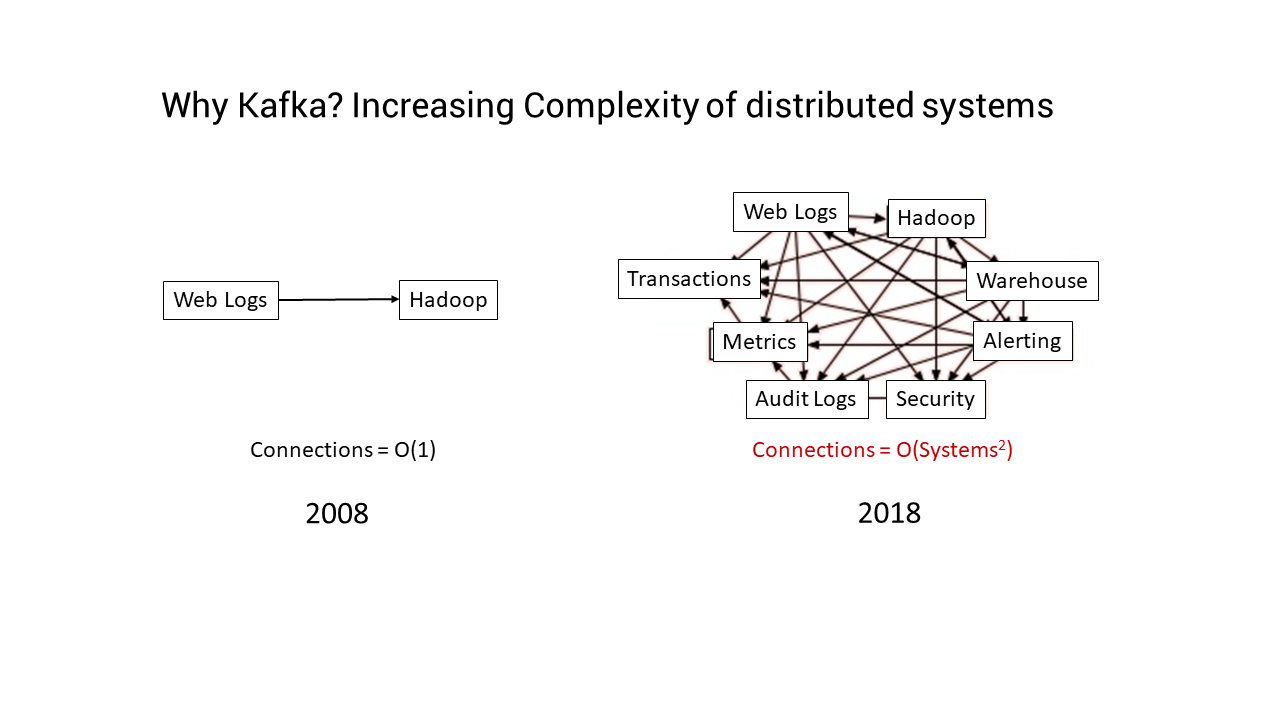 Why Kafka? Increasing Complexity of distributed systems
Web Logs
Hadoop
Connections = O(1)
2008
Web Logs
Hadoop
Transactions
Warehouse
Metrics
Alerting
Audit Logs
Security
Connections = O(Systems²)
2018